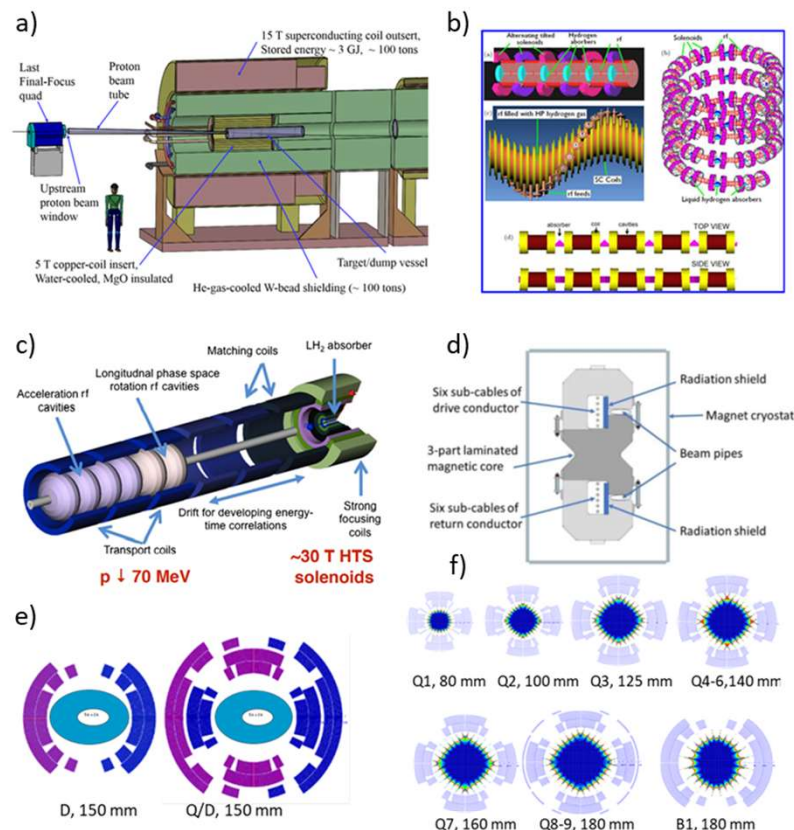 a)
15 T superconducting coil outsert,
Stored energy ~ 3 GJ, ~ 100 tons
Last
Final-Focus
quad
Proton
beam
tube
Upstream
proton beam
window
5 T copper-coil insert,
Water-cooled, MgO insulated
He-gas-cooled W-bead shielding (~ 100 tons)
Target/dump vessel
b)
(a)
Alternating tilted
solenoids
Hydrogen
absorbers
rf
(b)
Solenoids
rf
Liquid hydrogen absorbers
rf filled with HP hydrogen gas
SC Coils
rf feeds
(d)
absorber
coil
cavities
TOP VIEW
SIDE VIEW
c)
Acceleration rf
cavities
Longitudnal phase space
rotation rf cavities
Matching coils
LH2 absorber
Transport coils
Drift for developing energy-
time correlations
Strong
focusing
coils
p ↓ 70 MeV
~30 T HTS
solenoids
d)
Six sub-cables of
drive conductor
3-part laminated
magnetic core
Six sub-cables of
return conductor
Radiation shield
Magnet cryostat
Beam pipes
Radiation shield
e)
D, 150 mm
Q/D, 150 mm
f)
Q1, 80 mm
Q2, 100 mm
Q3, 125 mm
Q4-6,140 mm
Q7, 160 mm
Q8-9, 180 mm
B1, 180 mm